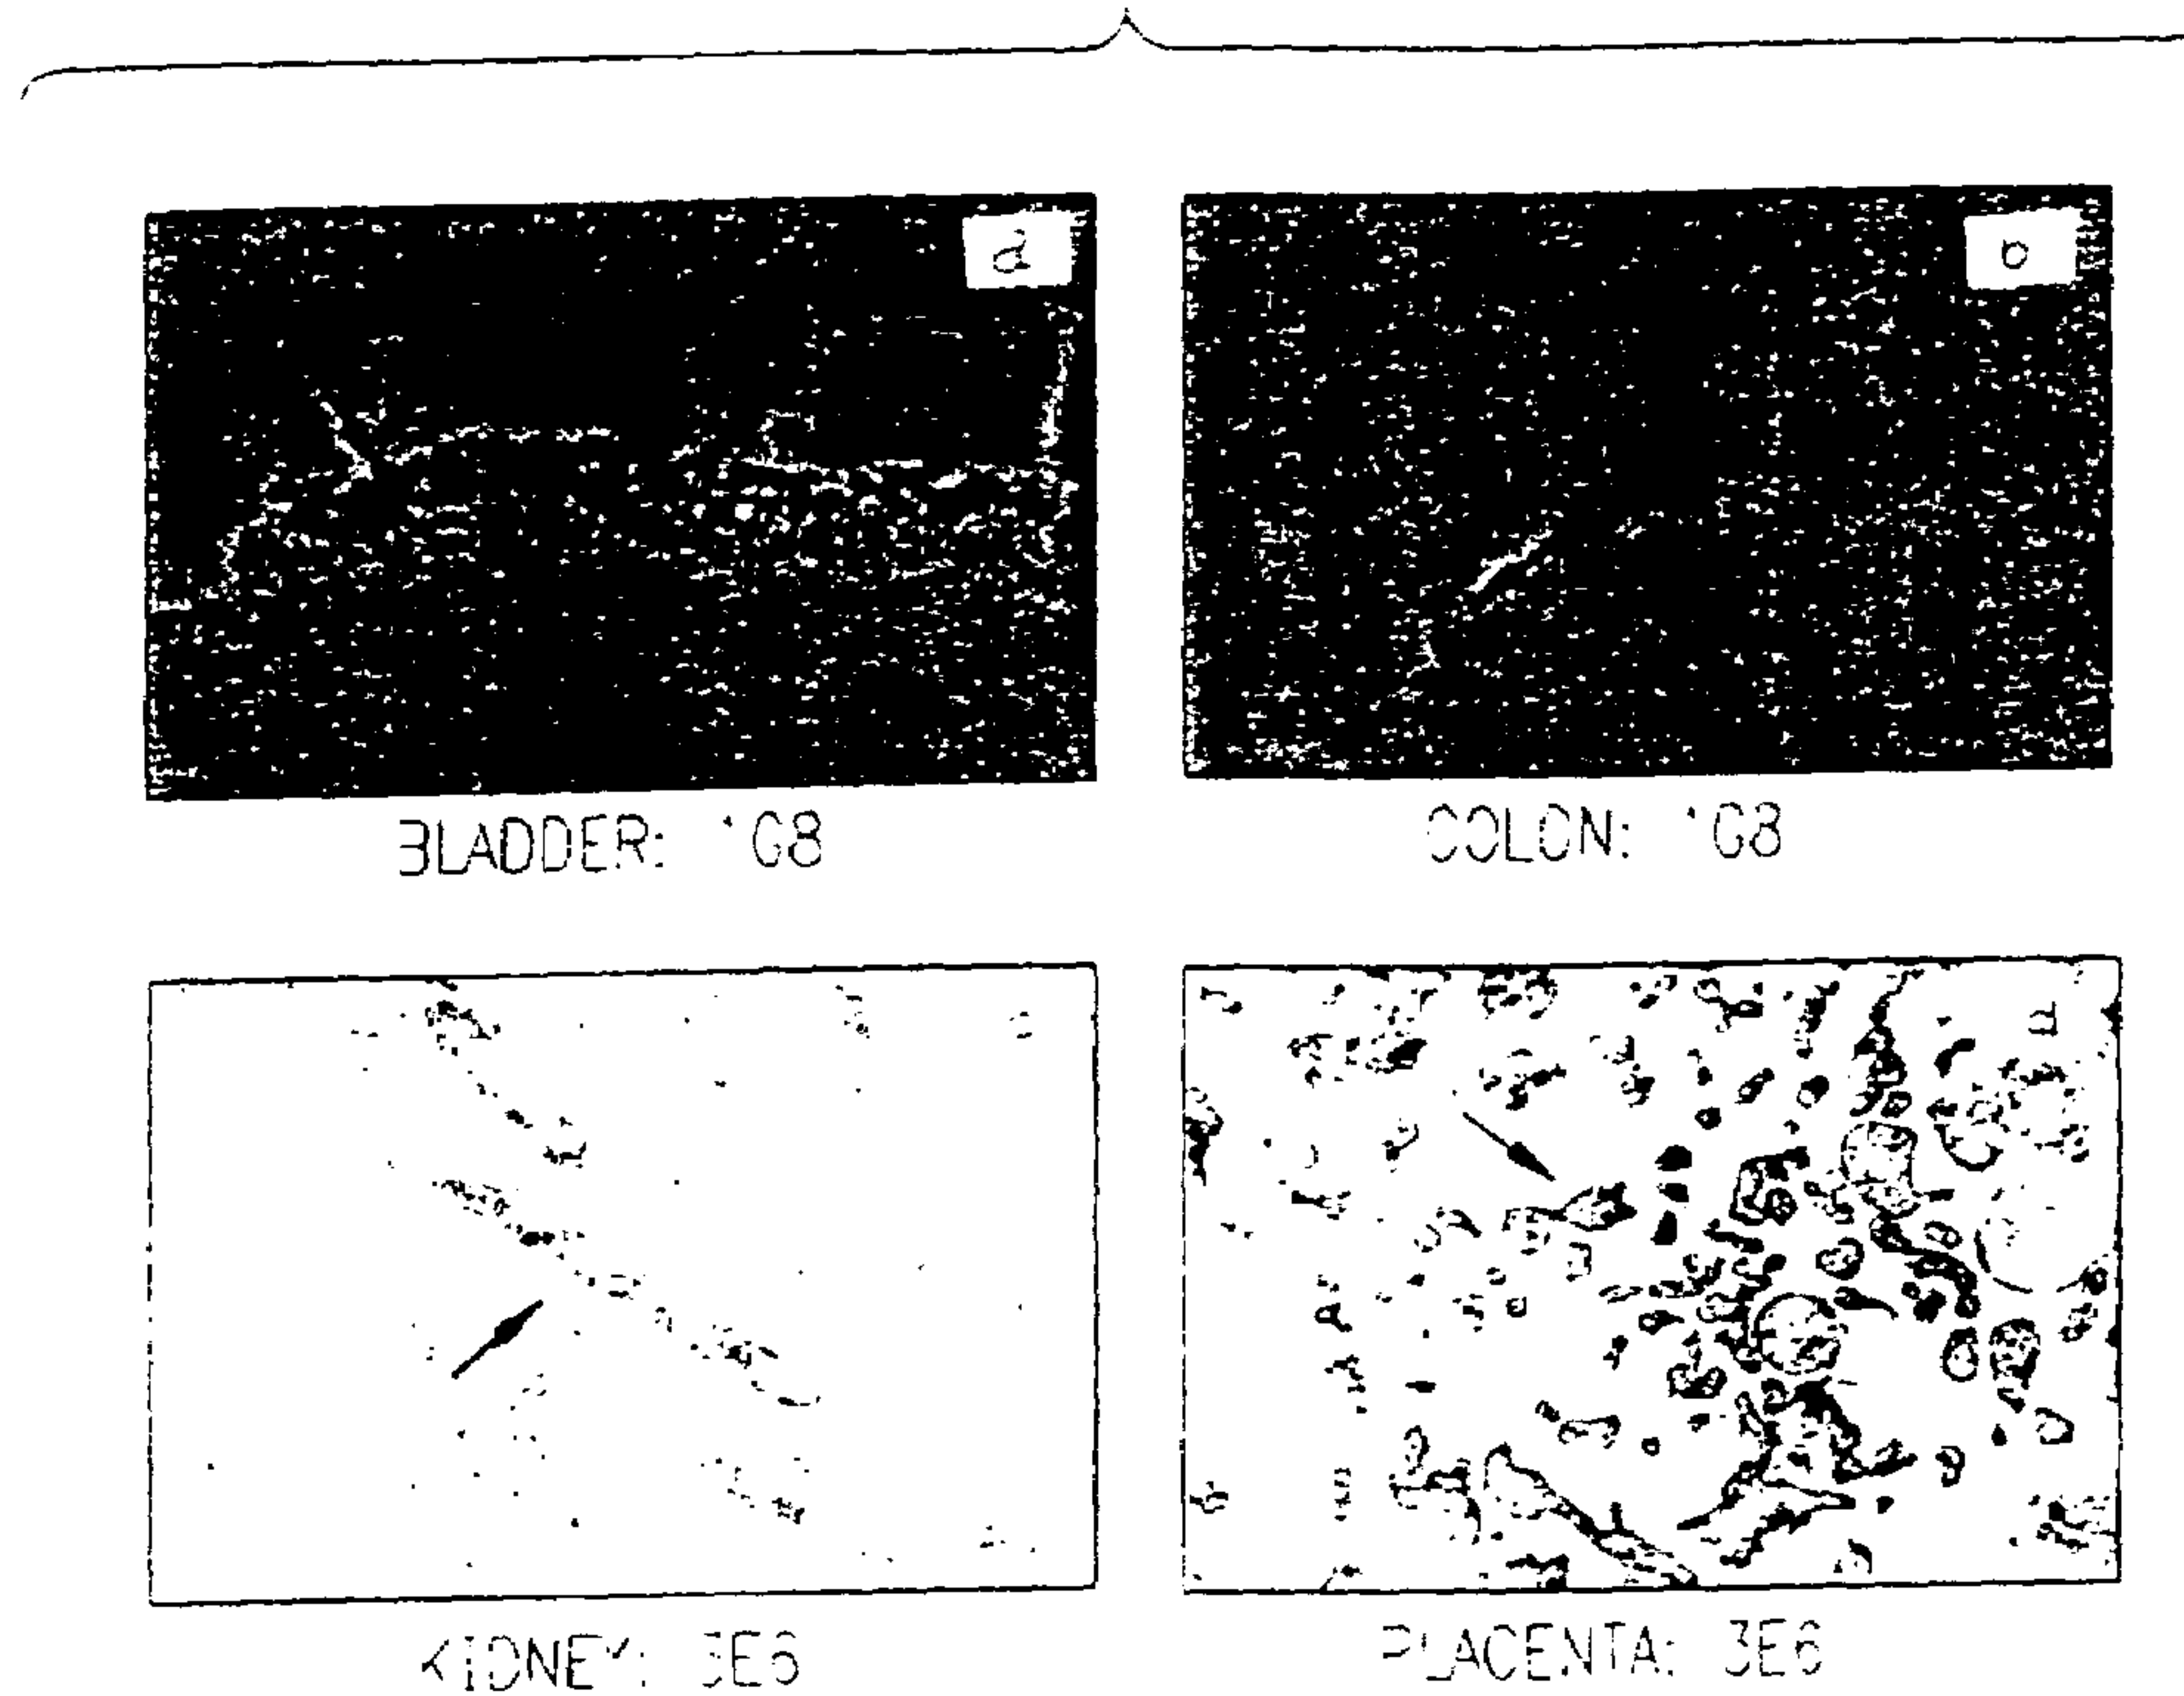 a
BLADDER: 1G8
COLON: 1G8
KIDNEY: 3E6
PLACENTA: 3E6